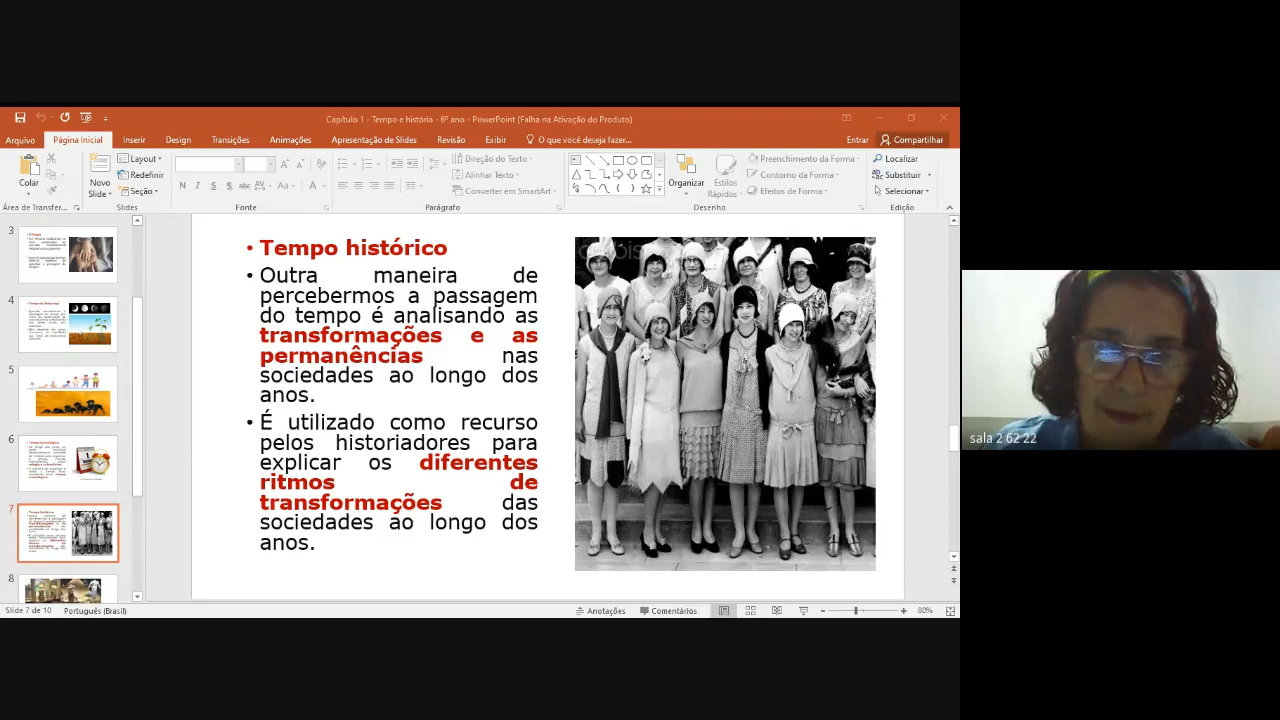 Capítulo 1 - Tempo e história - 6º ano - PowerPoint (Falha na Ativação do Produto)
Arquivo
Página Inicial
Inserir
Design
Transições
Animações
Apresentação de Slides
Revisão
Exibir
O que você deseja fazer...
Entrar
Compartilhar
Colar
Novo
Slide
Layout
Redefinir
Seção
N I S S abc AV Aa A
Direção do Texto
Alinhar Texto
Converter em SmartArt
Organizar
Estilos
Rápidos
Preenchimento da Forma
Contorno da Forma
Efeitos de Forma
Localizar
Substituir
Selecionar
Área de Transfer...
Slides
Fonte
Parágrafo
Desenho
Edição
3
4
5
6
7
8
• Tempo histórico
• Outra maneira de
percebermos a passagem
do tempo é analisando as
transformações e as
permanências nas
sociedades ao longo dos
anos.
• É utilizado como recurso
pelos historiadores para
explicar os diferentes
ritmos de
transformações das
sociedades ao longo dos
anos.
sala 2 62 22
Slide 7 de 10
Português (Brasil)
Anotações
Comentários
80%